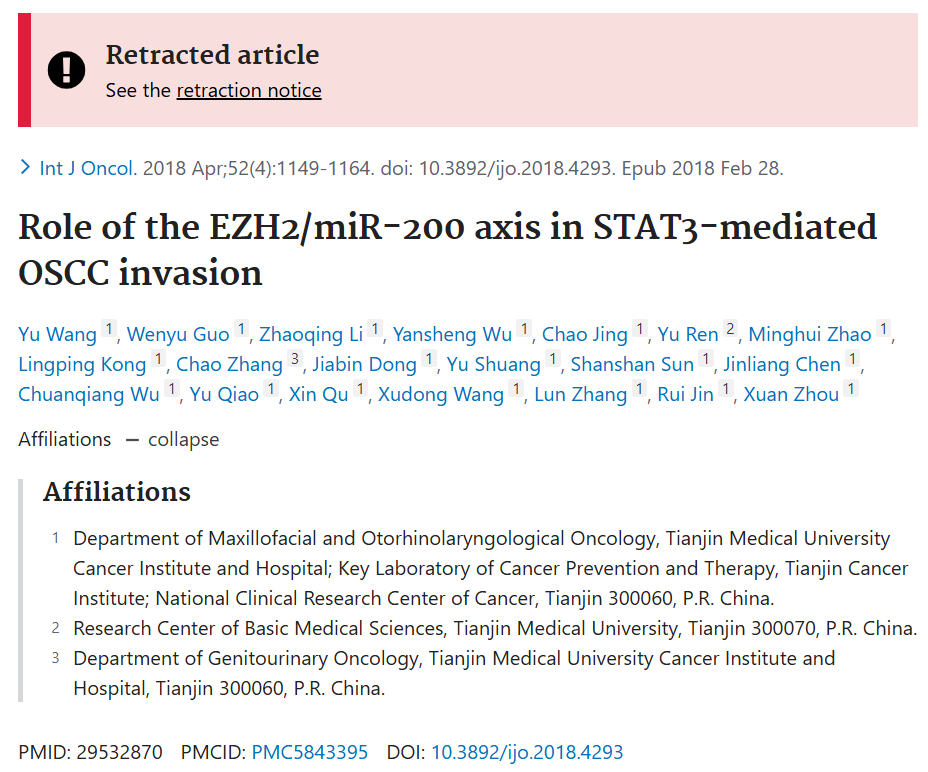 Retracted article
See the retraction notice
Int J Oncol. 2018 Apr;52(4):1149-1164. doi: 10.3892/ijo.2018.4293. Epub 2018 Feb 28.
Role of the EZH2/miR-200 axis in STAT3-mediated
OSCC invasion
Yu Wang 1, Wenyu Guo 1, Zhaoqing Li 1, Yansheng Wu 1, Chao Jing 1, Yu Ren 2, Minghui Zhao 1,
Lingping Kong 1, Chao Zhang 3, Jiabin Dong 1, Yu Shuang 1, Shanshan Sun 1, Jinliang Chen 1,
Chuanqiang Wu 1, Yu Qiao 1, Xin Qu 1, Xudong Wang 1, Lun Zhang 1, Rui Jin 1, Xuan Zhou 1
Affiliations — collapse
Affiliations
1 Department of Maxillofacial and Otorhinolaryngological Oncology, Tianjin Medical University
Cancer Institute and Hospital; Key Laboratory of Cancer Prevention and Therapy, Tianjin Cancer
Institute; National Clinical Research Center of Cancer, Tianjin 300060, P.R. China.
2 Research Center of Basic Medical Sciences, Tianjin Medical University, Tianjin 300070, P.R. China.
3 Department of Genitourinary Oncology, Tianjin Medical University Cancer Institute and
Hospital, Tianjin 300060, P.R. China.
PMID: 29532870 PMCID: PMC5843395 DOI: 10.3892/ijo.2018.4293